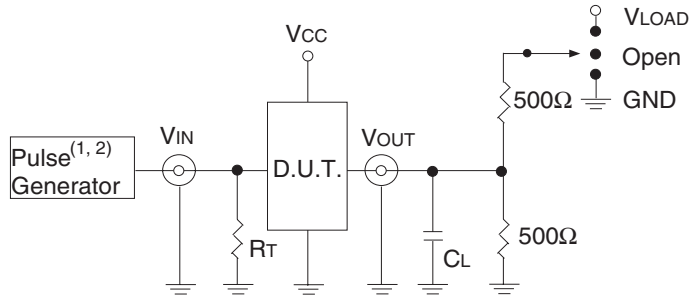 VLOAD
Open
GND
VCC
500Ω
VIN
VOUT
Pulse(1, 2)
Generator
D.U.T.
RT
CL
500Ω